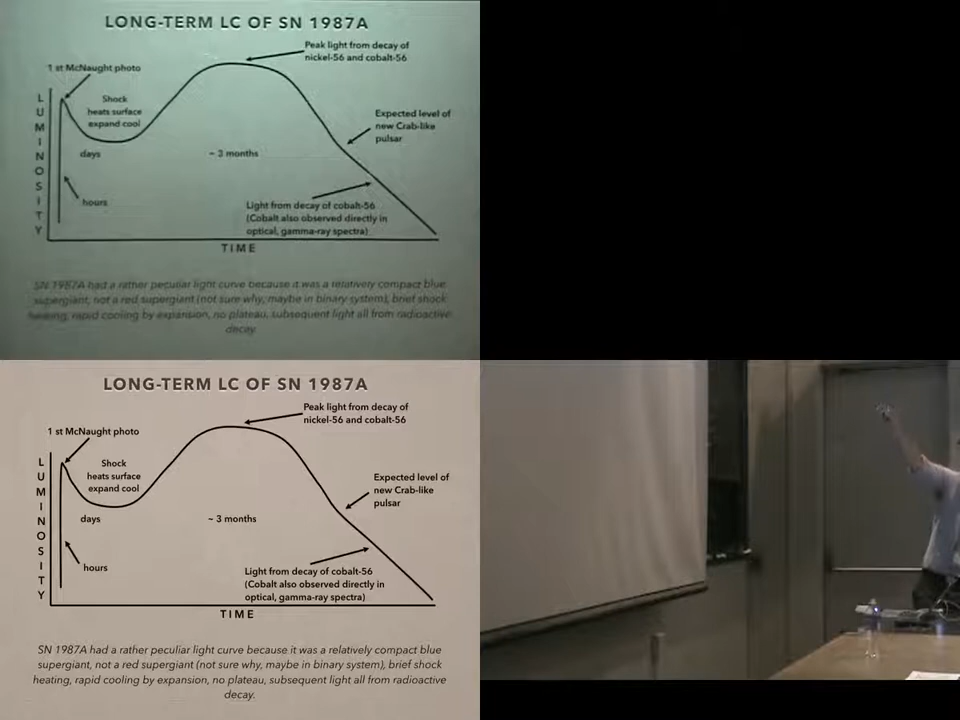 LONG-TERM LC OF SN 1987A
Peak light from decay of
nickel-56 and cobalt-56
1 st McNaught photo
Shock
heats surface
expand cool
Expected level of
new Crab-like
pulsar
days
~ 3 months
hours
Light from decay of cobalt-56
(Cobalt also observed directly in
optical, gamma-ray spectra)
LUMINOSITY
TIME
SN 1987A had a rather peculiar light curve because it was a relatively compact blue
supergiant, not a red supergiant (not sure why, maybe in binary system), brief shock
heating, rapid cooling by expansion, no plateau, subsequent light all from radioactive
decay.
LONG-TERM LC OF SN 1987A
Peak light from decay of
nickel-56 and cobalt-56
1 st McNaught photo
Shock
heats surface
expand cool
Expected level of
new Crab-like
pulsar
days
~ 3 months
hours
Light from decay of cobalt-56
(Cobalt also observed directly in
optical, gamma-ray spectra)
LUMINOSITY
TIME
SN 1987A had a rather peculiar light curve because it was a relatively compact blue
supergiant, not a red supergiant (not sure why, maybe in binary system), brief shock
heating, rapid cooling by expansion, no plateau, subsequent light all from radioactive
decay.